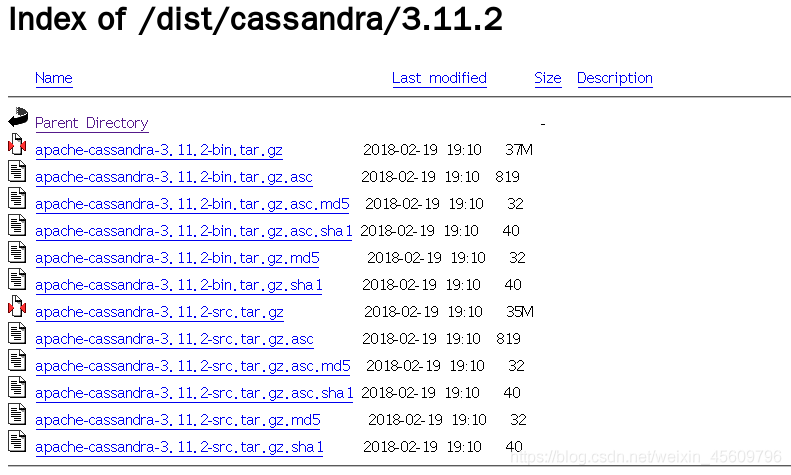 Index of /dist/cassandra/3.11.2
Name Last modified Size Description
Parent Directory -
apache-cassandra-3.11.2-bin.tar.gz 2018-02-19 19:10 37M
apache-cassandra-3.11.2-bin.tar.gz.asc 2018-02-19 19:10 819
apache-cassandra-3.11.2-bin.tar.gz.asc.md5 2018-02-19 19:10 32
apache-cassandra-3.11.2-bin.tar.gz.asc.sha1 2018-02-19 19:10 40
apache-cassandra-3.11.2-bin.tar.gz.md5 2018-02-19 19:10 32
apache-cassandra-3.11.2-bin.tar.gz.sha1 2018-02-19 19:10 40
apache-cassandra-3.11.2-src.tar.gz 2018-02-19 19:10 35M
apache-cassandra-3.11.2-src.tar.gz.asc 2018-02-19 19:10 819
apache-cassandra-3.11.2-src.tar.gz.asc.md5 2018-02-19 19:10 32
apache-cassandra-3.11.2-src.tar.gz.asc.sha1 2018-02-19 19:10 40
apache-cassandra-3.11.2-src.tar.gz.md5 2018-02-19 19:10 32
apache-cassandra-3.11.2-src.tar.gz.sha1 2018-02-19 19:10 40
https://blog.csdn.net/weixin_45609796